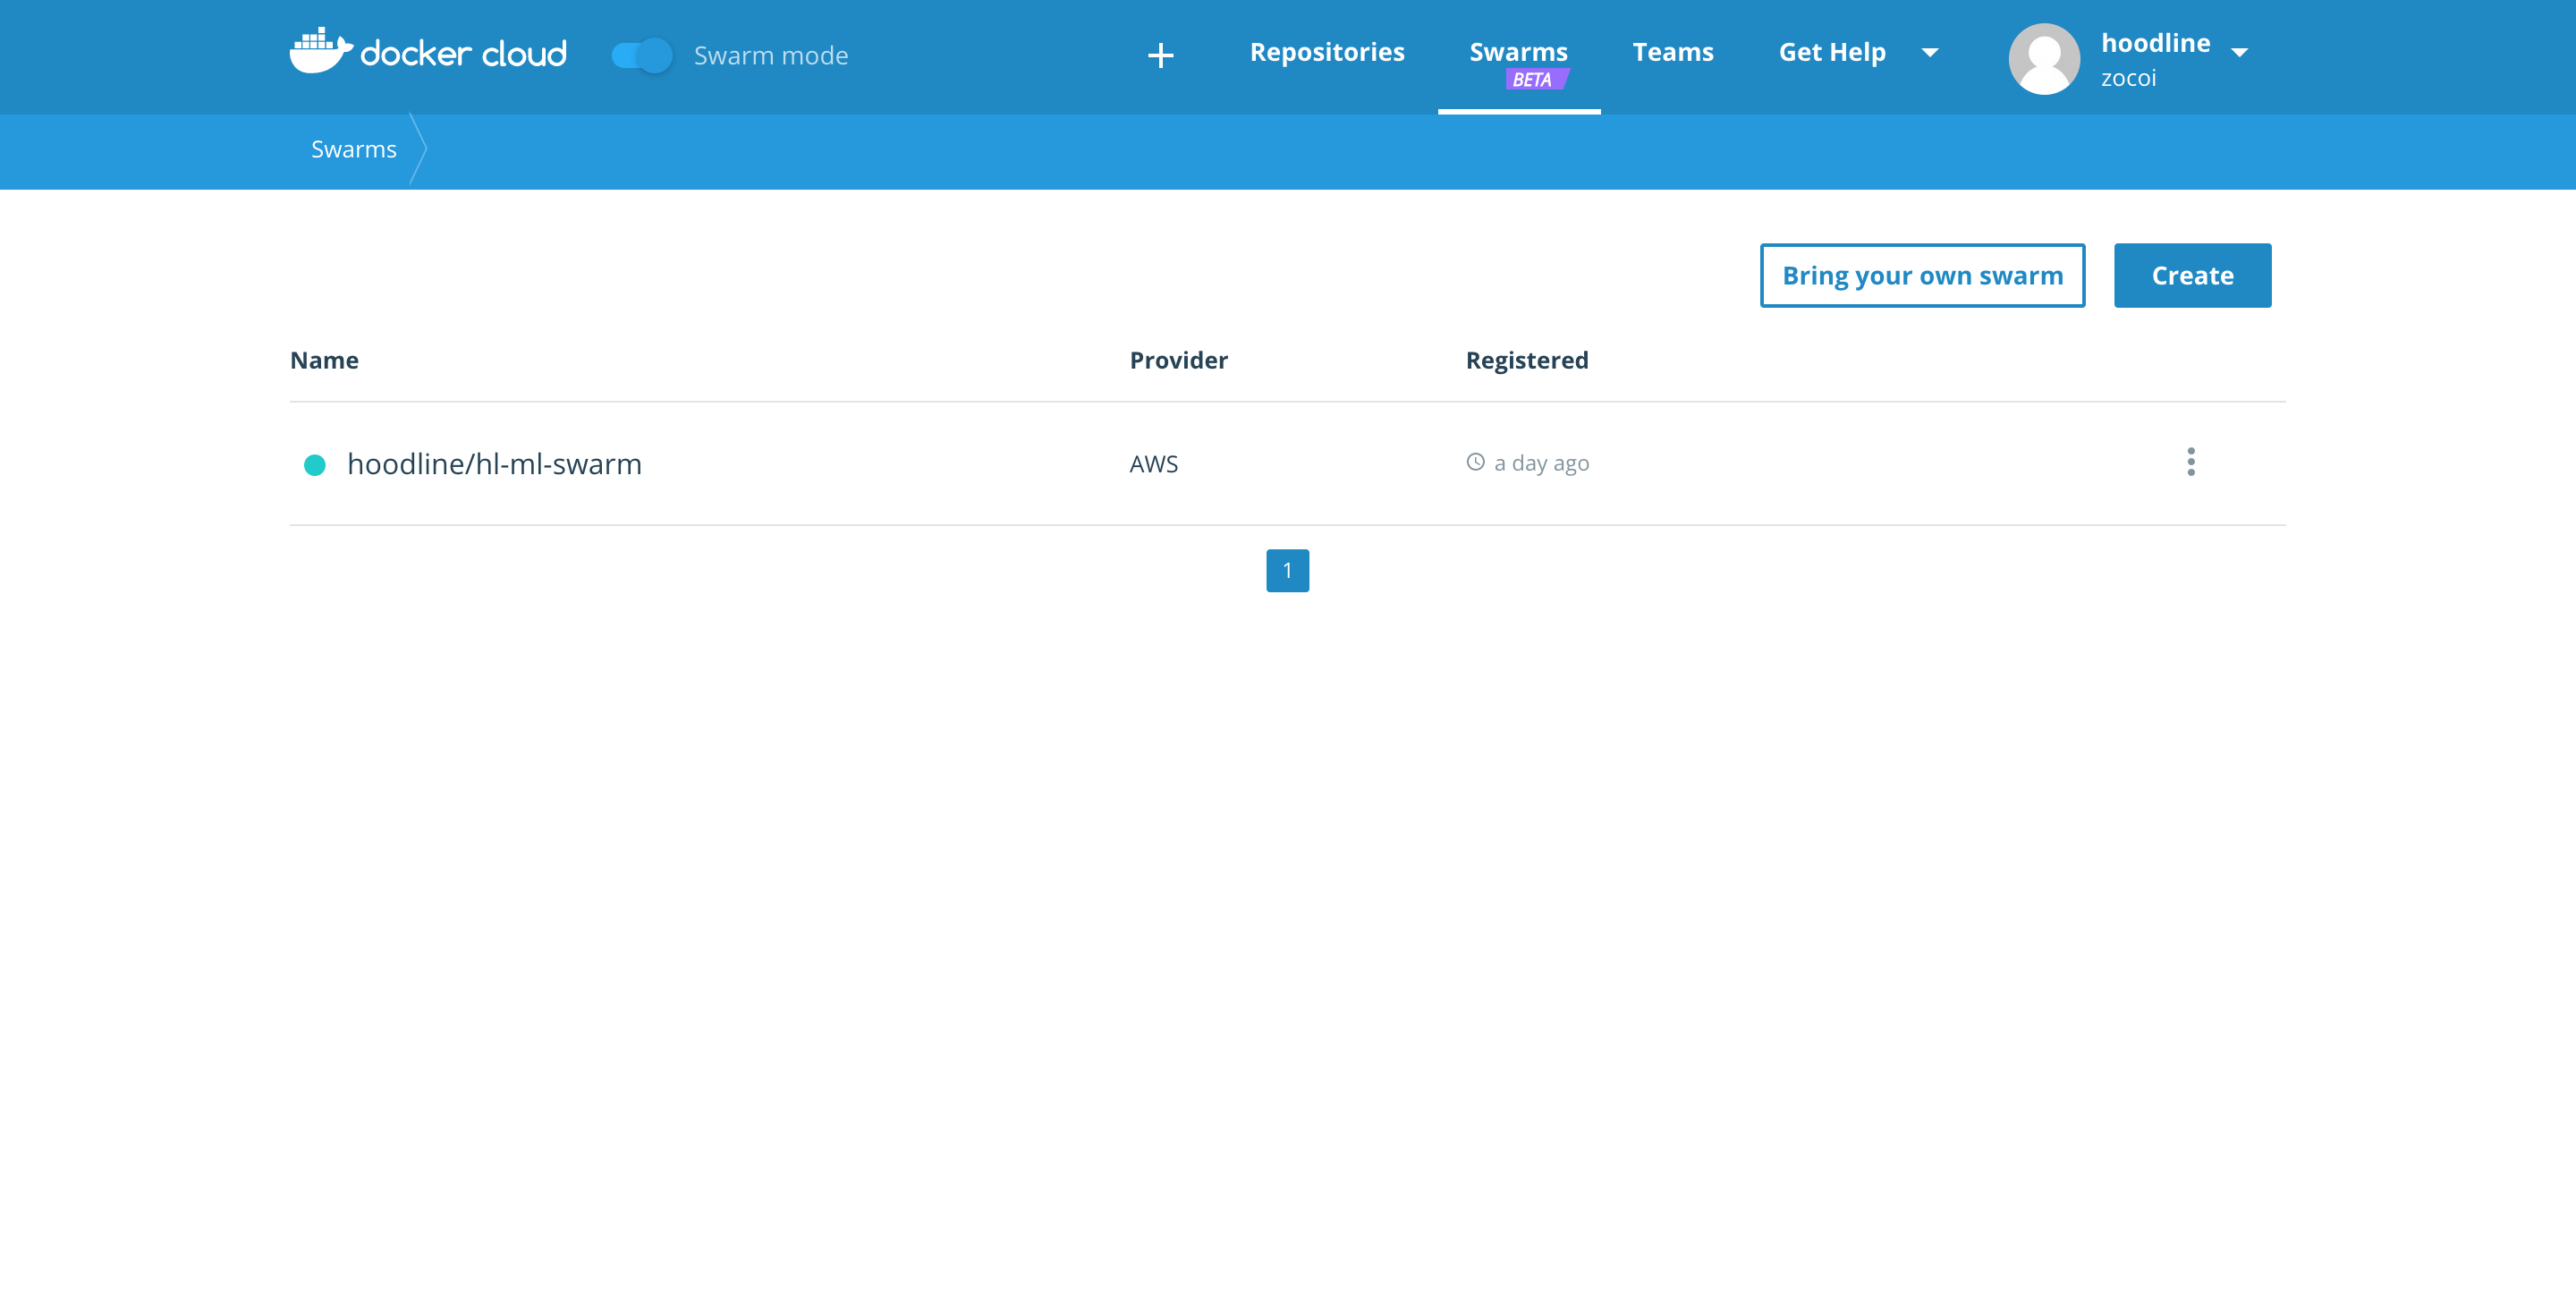 docker cloud
Swarm mode
Repositories
Swarms
BETA
Teams
Get Help
hoodline
zocoi
Swarms
Bring your own swarm
Create
Name Provider Registered
hoodline/hl-ml-swarm AWS a day ago
1